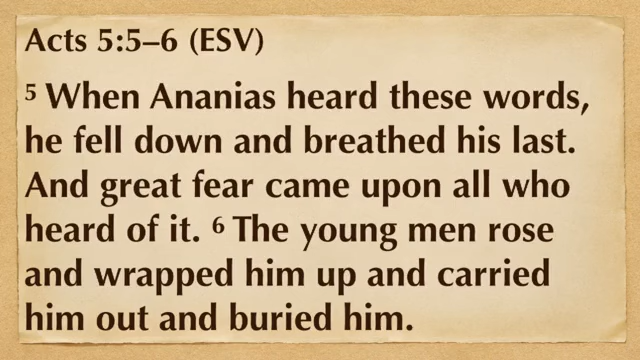 Acts 5:5–6 (ESV)
5 When Ananias heard these words,
he fell down and breathed his last.
And great fear came upon all who
heard of it. 6 The young men rose
and wrapped him up and carried
him out and buried him.